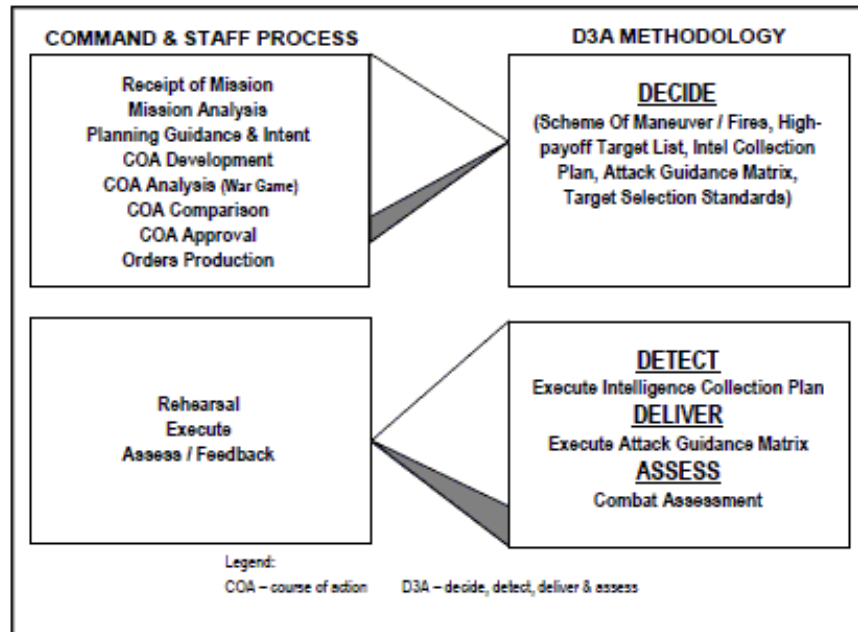 COMMAND & STAFF PROCESS
Receipt of Mission
Mission Analysis
Planning Guidance & Intent
COA Development
COA Analysis (War Game)
COA Comparison
COA Approval
Orders Production
D3A METHODOLOGY
DECIDE
(Scheme Of Maneuver / Fires, High-
payoff Target List, Intel Collection
Plan, Attack Guidance Matrix,
Target Selection Standards)
Rehearsal
Execute
Assess / Feedback
DETECT
Execute Intelligence Collection Plan
DELIVER
Execute Attack Guidance Matrix
ASSESS
Combat Assessment
Legend:
COA – course of action D3A – decide, detect, deliver & assess